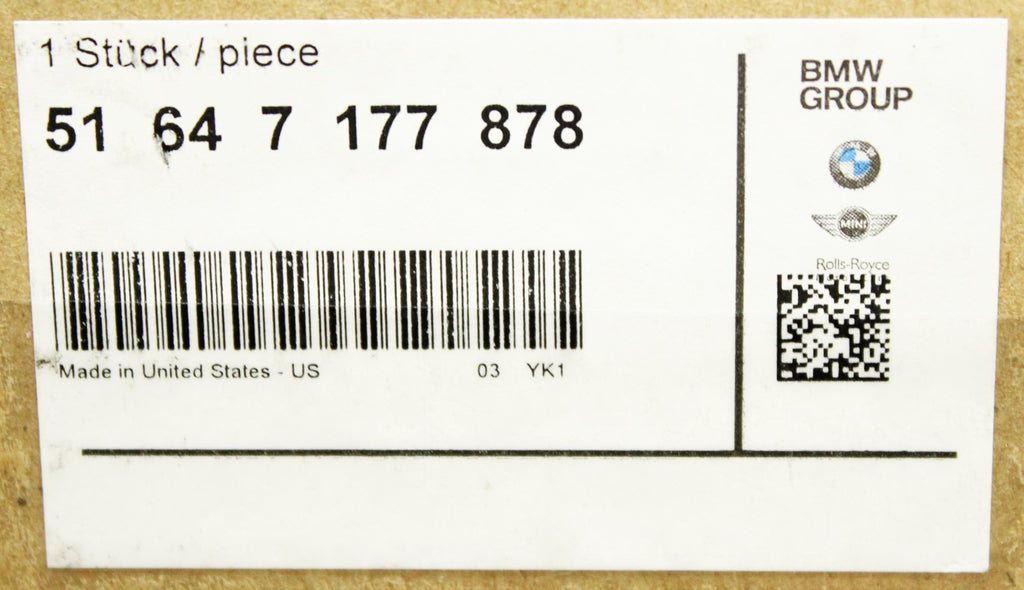 1 Stück / piece
51 64 7 177 878
Made in United States - US 03 YK1
BMW
GROUP
MINI
Rolls-Royce